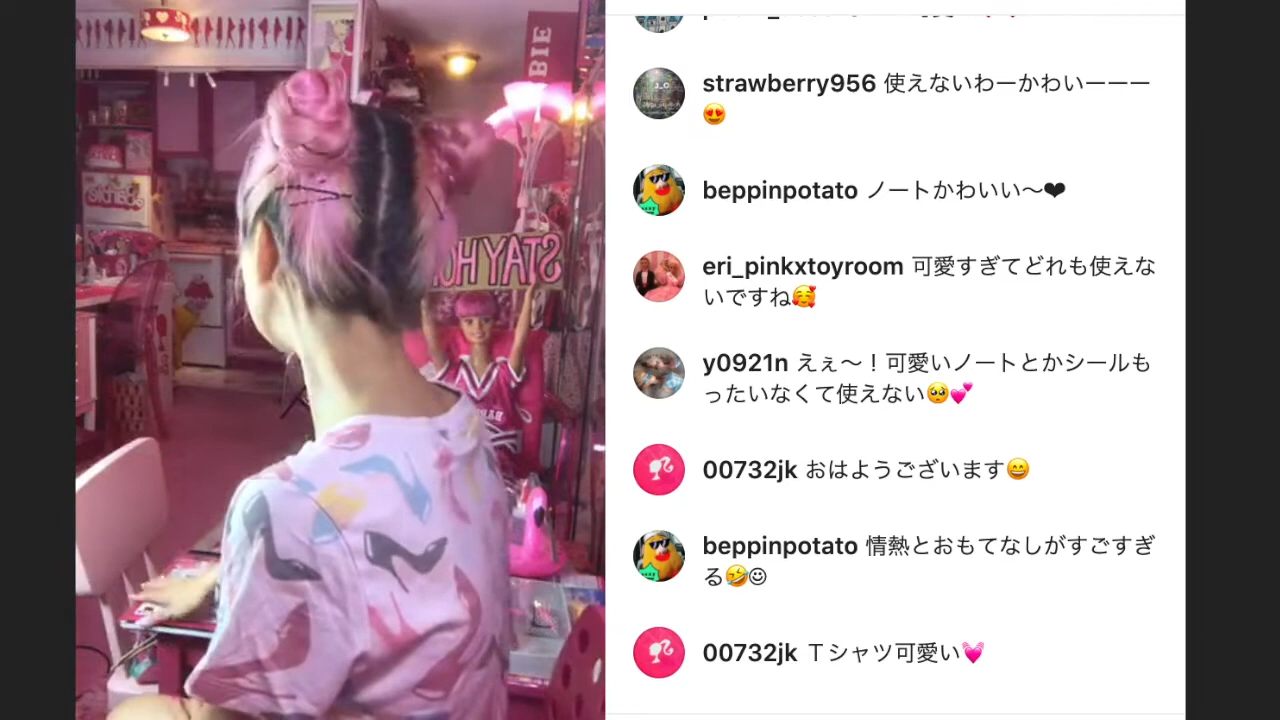 BIE
STAY HO
strawberry956 使えないわーかわいーーー
😍
beppinpotato ノートかわいい〜❤
eri_pinkxtoyroom 可愛すぎてどれも使えな
いですね🥰
y0921n えぇ〜！可愛いノートとかシールも
ったいなくて使えない🥺💕
00732jk おはようございます😄
beppinpotato 情熱とおもてなしがすごすぎ
る🤣☺
00732jk Ｔシャツ可愛い💓